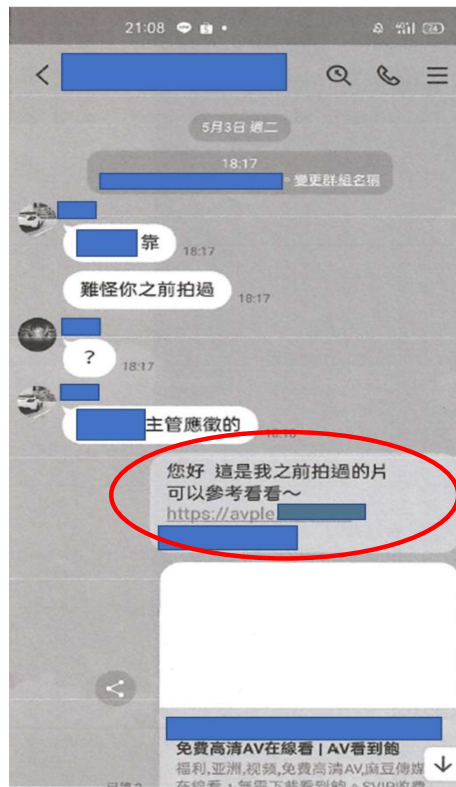 21:08
5月3日 週二
18:17
。變更群組名稱
靠
18:17
難怪你之前拍過
18:17
?
18:17
主管應徵的
您好 這是我之前拍過的片
可以參考看看～
https://avple
免費高清AV在線看 | AV看到飽
福利,亚洲,视频,免費高清AV,麻豆傳媒